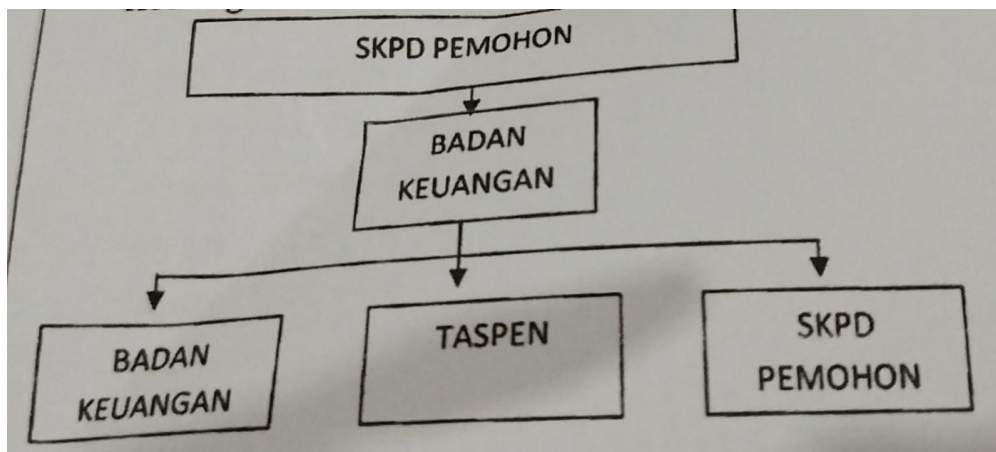 SKPD PEMOHON
BADAN
KEUANGAN
BADAN
KEUANGAN
TASPEN
SKPD
PEMOHON